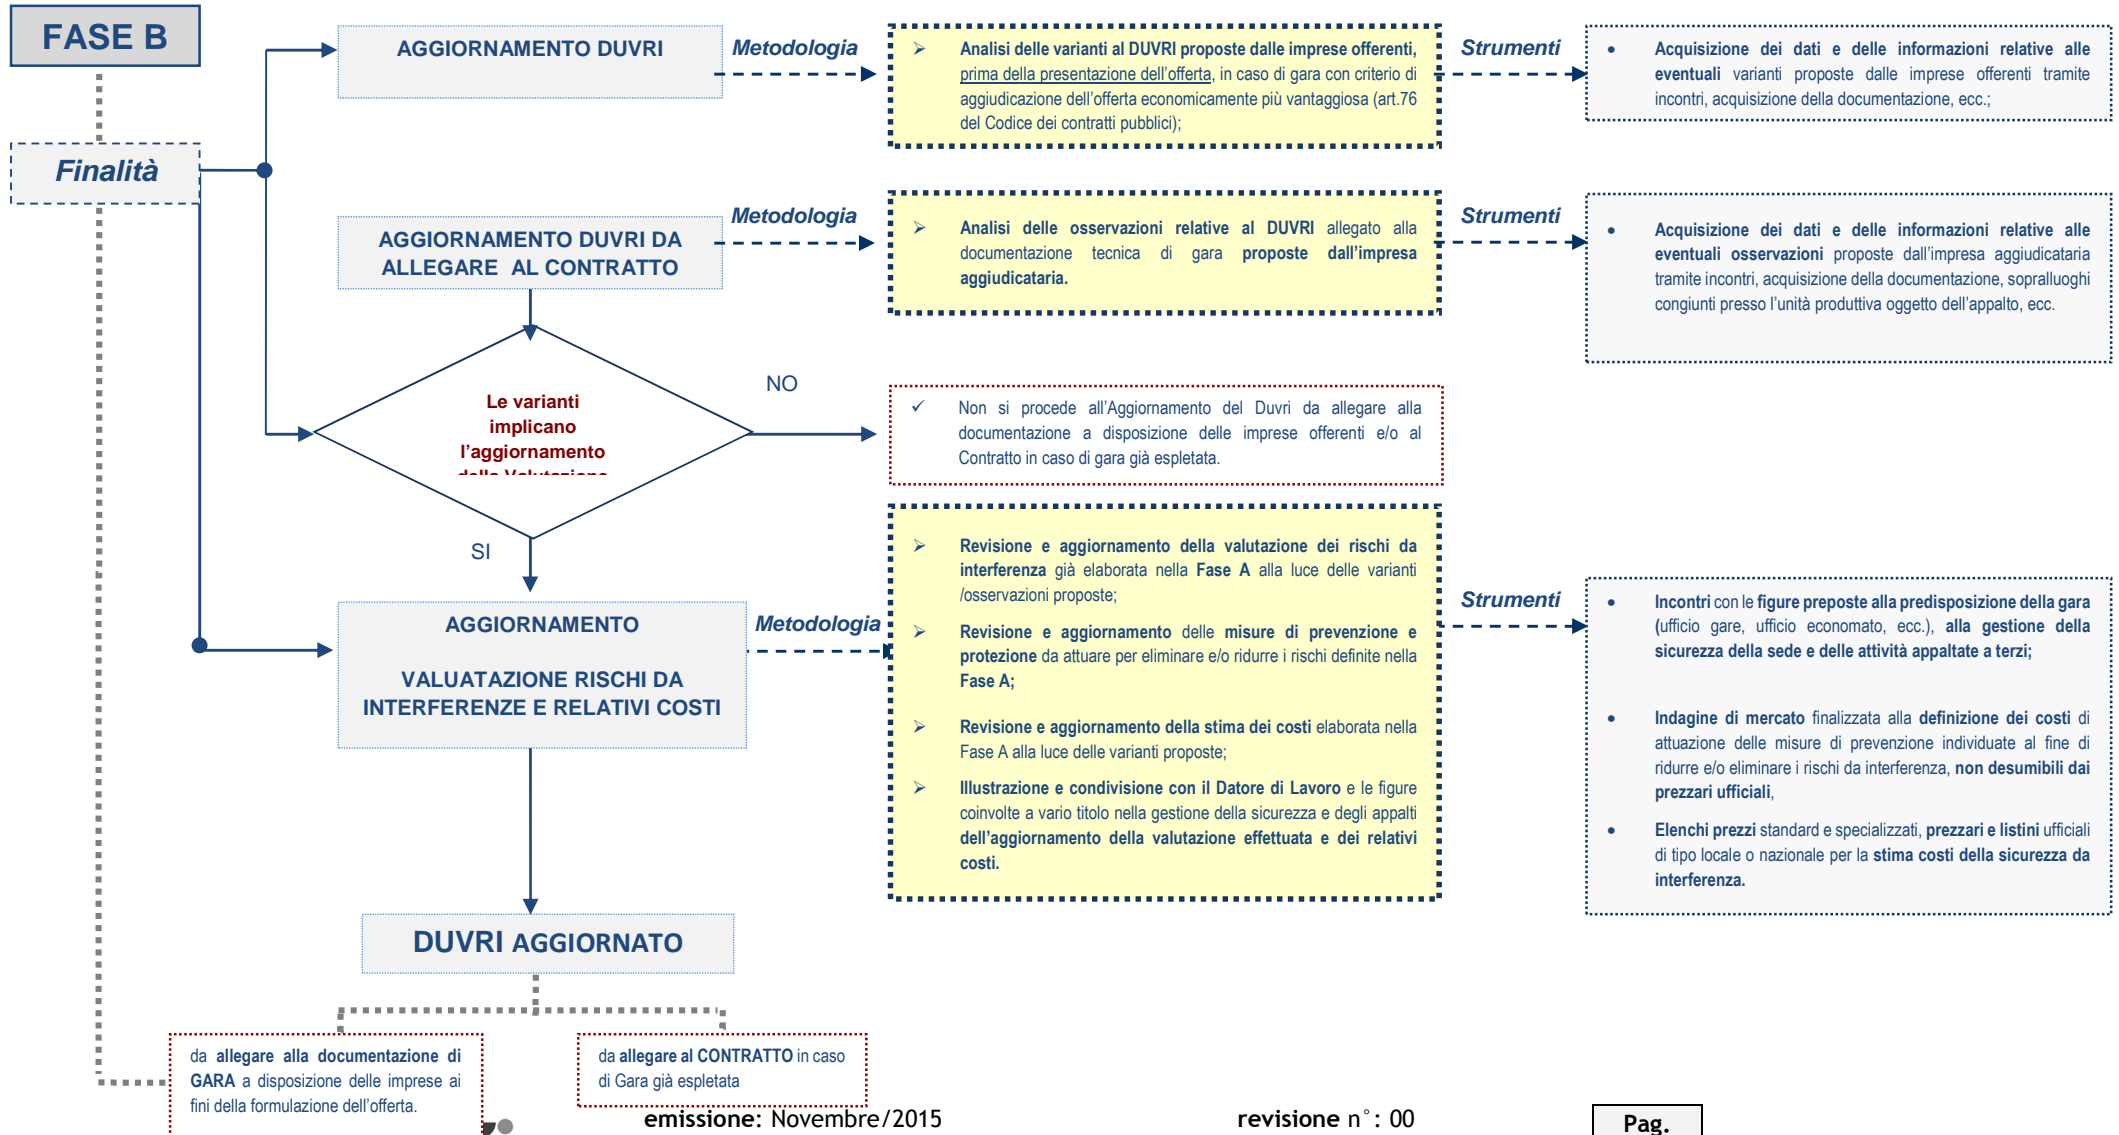 FASE B
Finalità
AGGIORNAMENTO DUVRI
Metodologia
➢ Analisi delle varianti al DUVRI proposte dalle imprese offerenti,
prima della presentazione dell’offerta, in caso di gara con criterio di
aggiudicazione dell’offerta economicamente più vantaggiosa (art.76
del Codice dei contratti pubblici);
Strumenti
• Acquisizione dei dati e delle informazioni relative alle
eventuali varianti proposte dalle imprese offerenti tramite
incontri, acquisizione della documentazione, ecc.;
AGGIORNAMENTO DUVRI DA
ALLEGARE AL CONTRATTO
Metodologia
➢ Analisi delle osservazioni relative al DUVRI allegato alla
documentazione tecnica di gara proposte dall’impresa
aggiudicataria.
Strumenti
• Acquisizione dei dati e delle informazioni relative alle
eventuali osservazioni proposte dall’impresa aggiudicataria
tramite incontri, acquisizione della documentazione, sopralluoghi
congiunti presso l’unità produttiva oggetto dell’appalto, ecc.
Le varianti
implicano
l’aggiornamento
della Valutazione
NO
✓ Non si procede all’Aggiornamento del Duvri da allegare alla
documentazione a disposizione delle imprese offerenti e/o al
Contratto in caso di gara già espletata.
SI
AGGIORNAMENTO
VALUATAZIONE RISCHI DA
INTERFERENZE E RELATIVI COSTI
Metodologia
➢ Revisione e aggiornamento della valutazione dei rischi da
interferenza già elaborata nella Fase A alla luce delle varianti
/osservazioni proposte;
➢ Revisione e aggiornamento delle misure di prevenzione e
protezione da attuare per eliminare e/o ridurre i rischi definite nella
Fase A;
➢ Revisione e aggiornamento della stima dei costi elaborata nella
Fase A alla luce delle varianti proposte;
➢ Illustrazione e condivisione con il Datore di Lavoro e le figure
coinvolte a vario titolo nella gestione della sicurezza e degli appalti
dell’aggiornamento della valutazione effettuata e dei relativi
costi.
Strumenti
• Incontri con le figure preposte alla predisposizione della gara
(ufficio gare, ufficio economato, ecc.), alla gestione della
sicurezza della sede e delle attività appaltate a terzi;
• Indagine di mercato finalizzata alla definizione dei costi di
attuazione delle misure di prevenzione individuate al fine di
ridurre e/o eliminare i rischi da interferenza, non desumibili dai
prezzari ufficiali,
• Elenchi prezzi standard e specializzati, prezzari e listini ufficiali
di tipo locale o nazionale per la stima costi della sicurezza da
interferenza.
DUVRI AGGIORNATO
da allegare alla documentazione di
GARA a disposizione delle imprese ai
fini della formulazione dell’offerta.
da allegare al CONTRATTO in caso
di Gara già espletata
emissione: Novembre/2015
revisione n°: 00
Pag.